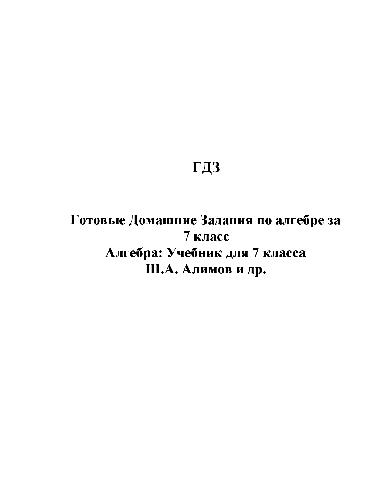 ГДЗ
Готовые Домашние Задания по алгебре за
7 класс
Алгебра: Учебник для 7 класса
Ш.А. Алимов и др.